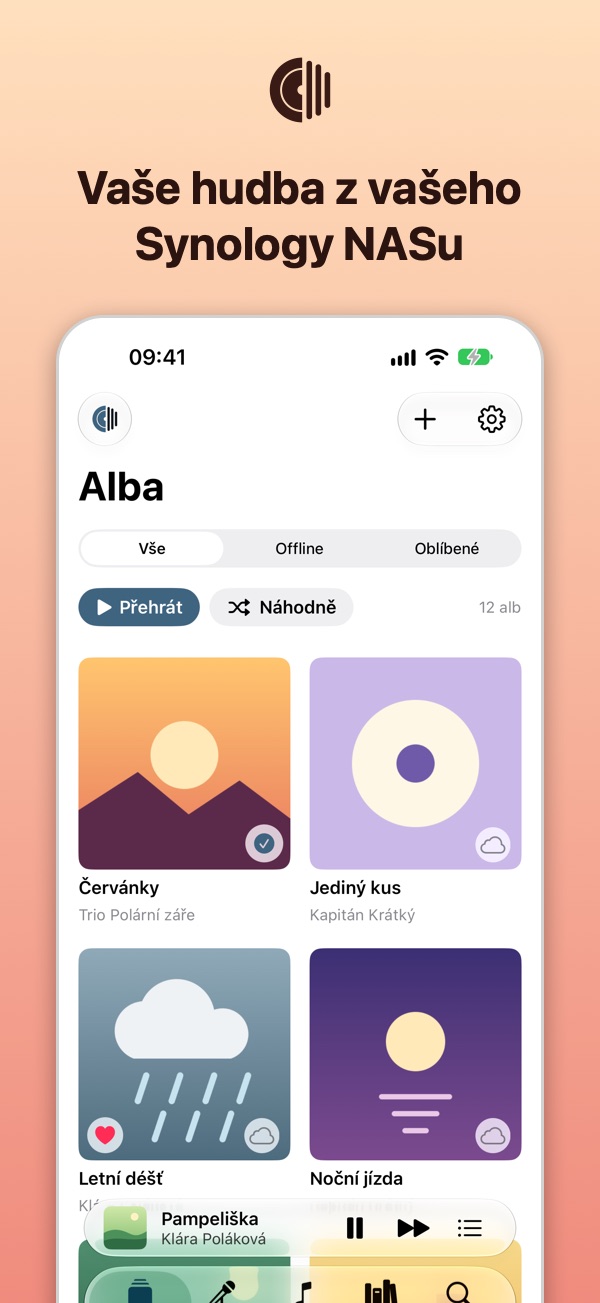 Vaše hudba z vašeho
Synology NASu
09:41
Alba
Vše
Offline
Oblíbené
Přehrát
Náhodně
12 alb
Červánky
Trio Polární záře
Jediný kus
Kapitán Krátký
Letní déšť
Noční jízda
Pampeliška
Klára Poláková